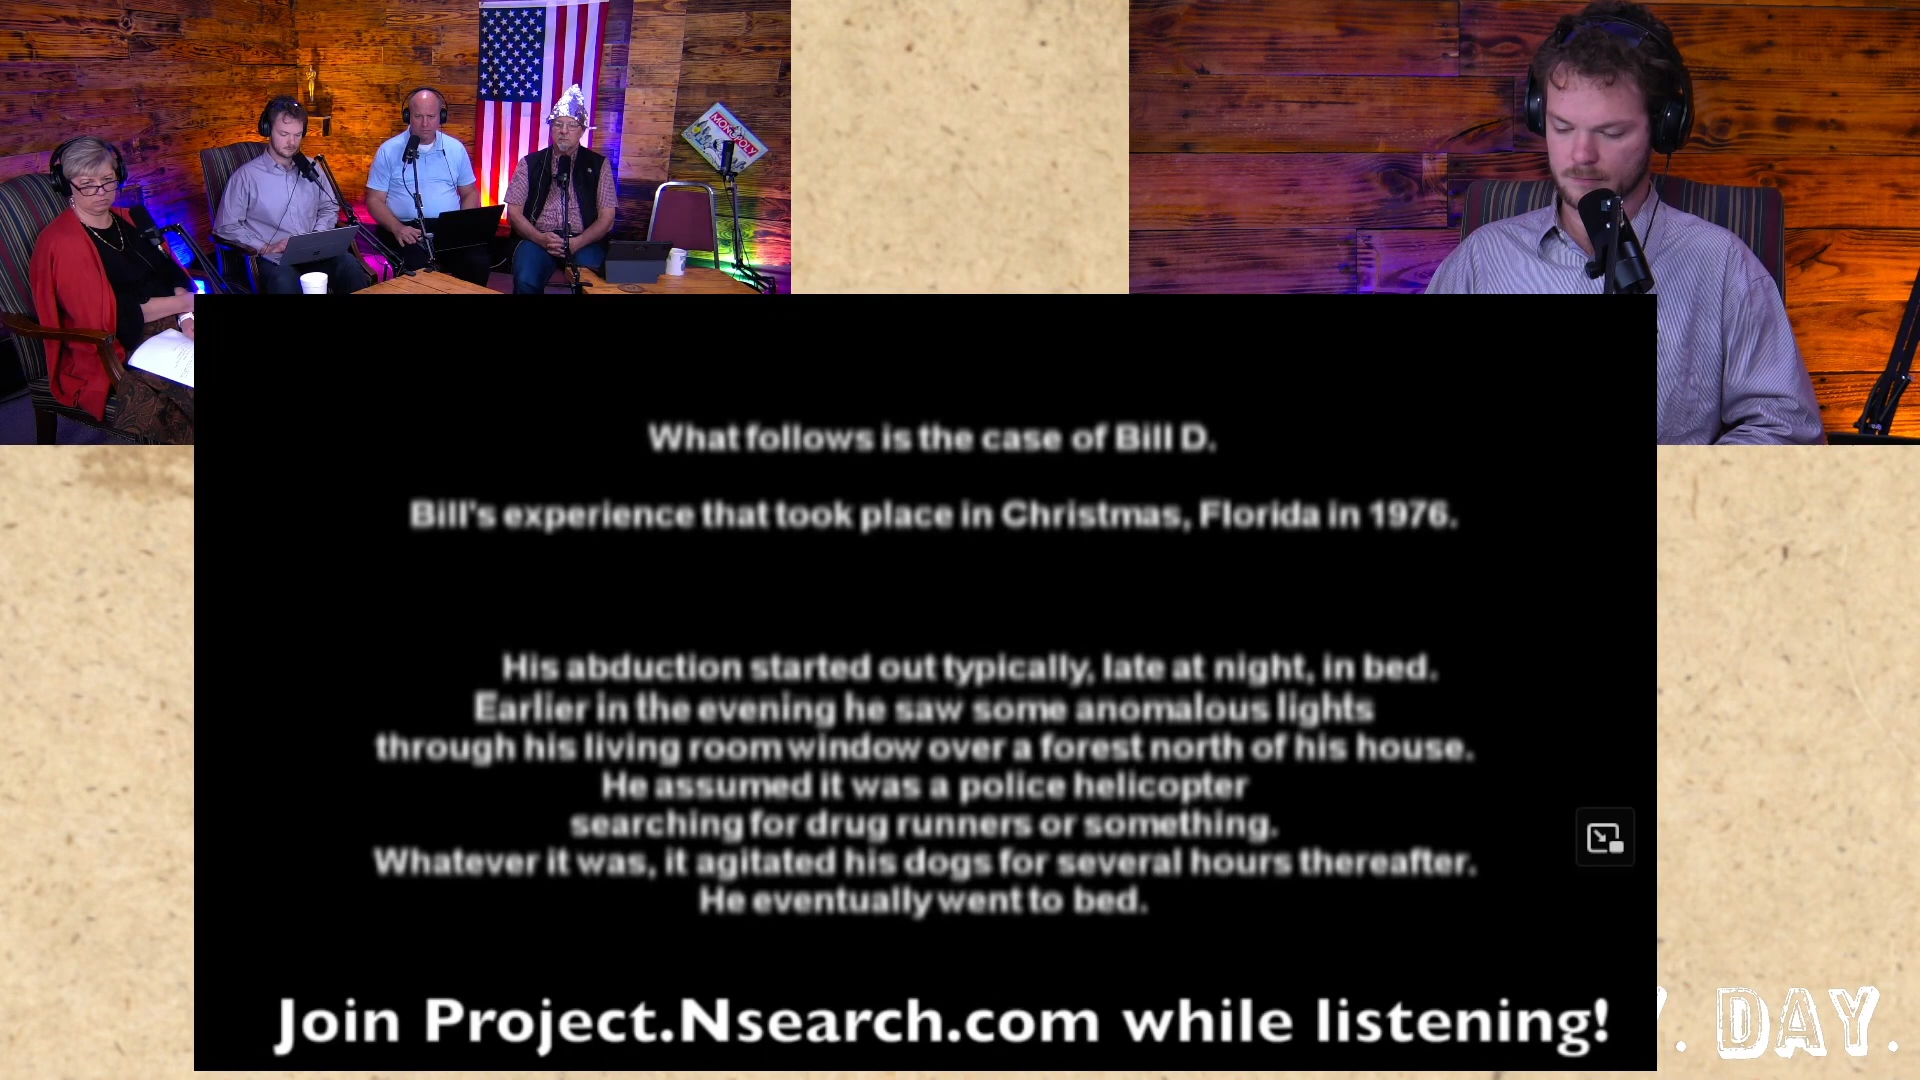 MONOPOLY
What follows is the case of Bill D.
Bill's experience that took place in Christmas, Florida in 1976.
His abduction started out typically, late at night, in bed.
Earlier in the evening he saw some anomalous lights
through his living room window over a forest north of his house.
He assumed it was a police helicopter
searching for drug runners or something.
Whatever it was, it agitated his dogs for several hours thereafter.
He eventually went to bed.
Join Project.Nsearch.com while listening!
. DAY.